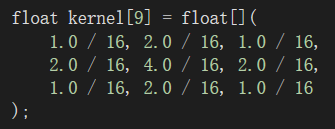 float kernel[9] = float[](
    1.0 / 16, 2.0 / 16, 1.0 / 16,
    2.0 / 16, 4.0 / 16, 2.0 / 16,
    1.0 / 16, 2.0 / 16, 1.0 / 16
);